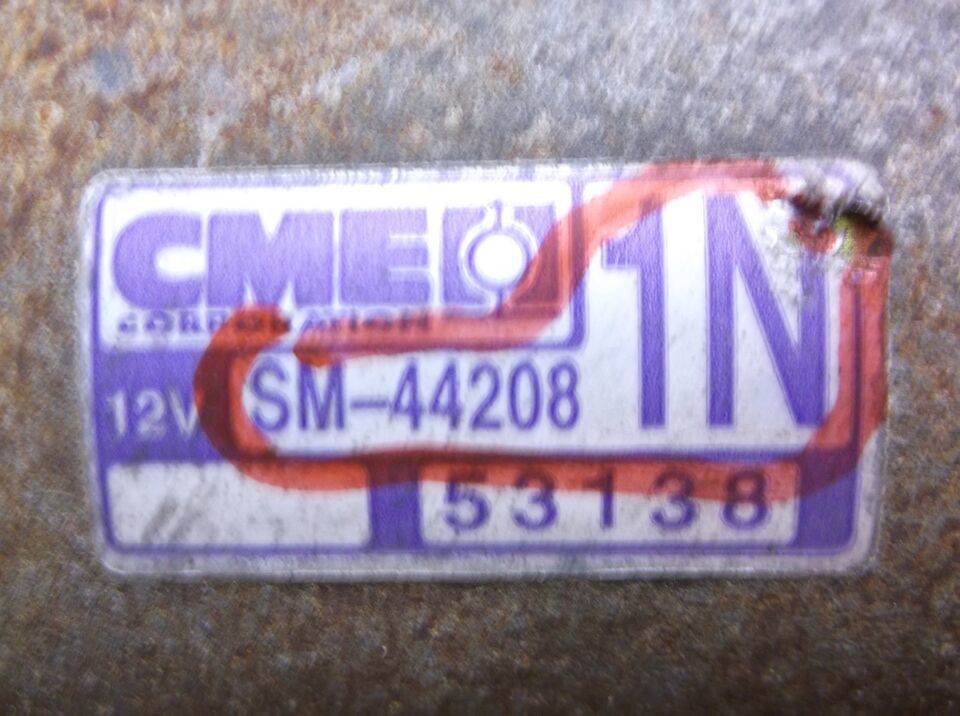 CME
CORPORATION
1N
12V SM-44208
53138